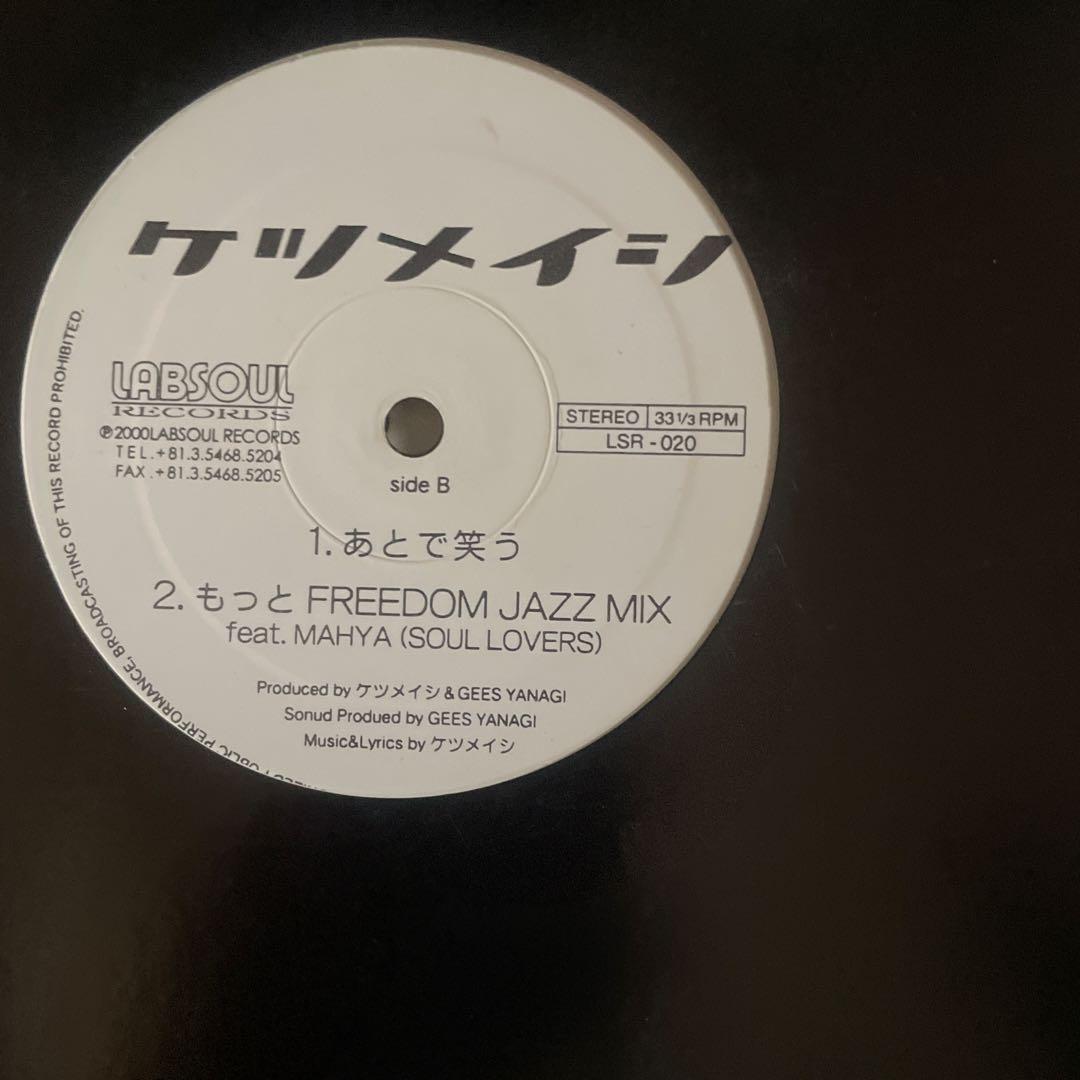 ケツメイシ
LABSOUL
RECORDS
℗2000LABSOUL RECORDS
TEL.+81.3.5468.5204
FAX.+81.3.5468.5205
STEREO 33 1/3 RPM
LSR-020
side B
1. あとで笑う
2. もっと FREEDOM JAZZ MIX
feat. MAHYA (SOUL LOVERS)
Produced by ケツメイシ & GEES YANAGI
Sonud Produed by GEES YANAGI
Music&Lyrics by ケツメイシ
PUBLIC PERFORMANCE, BROADCASTING OF THIS RECORD PROHIBITED.